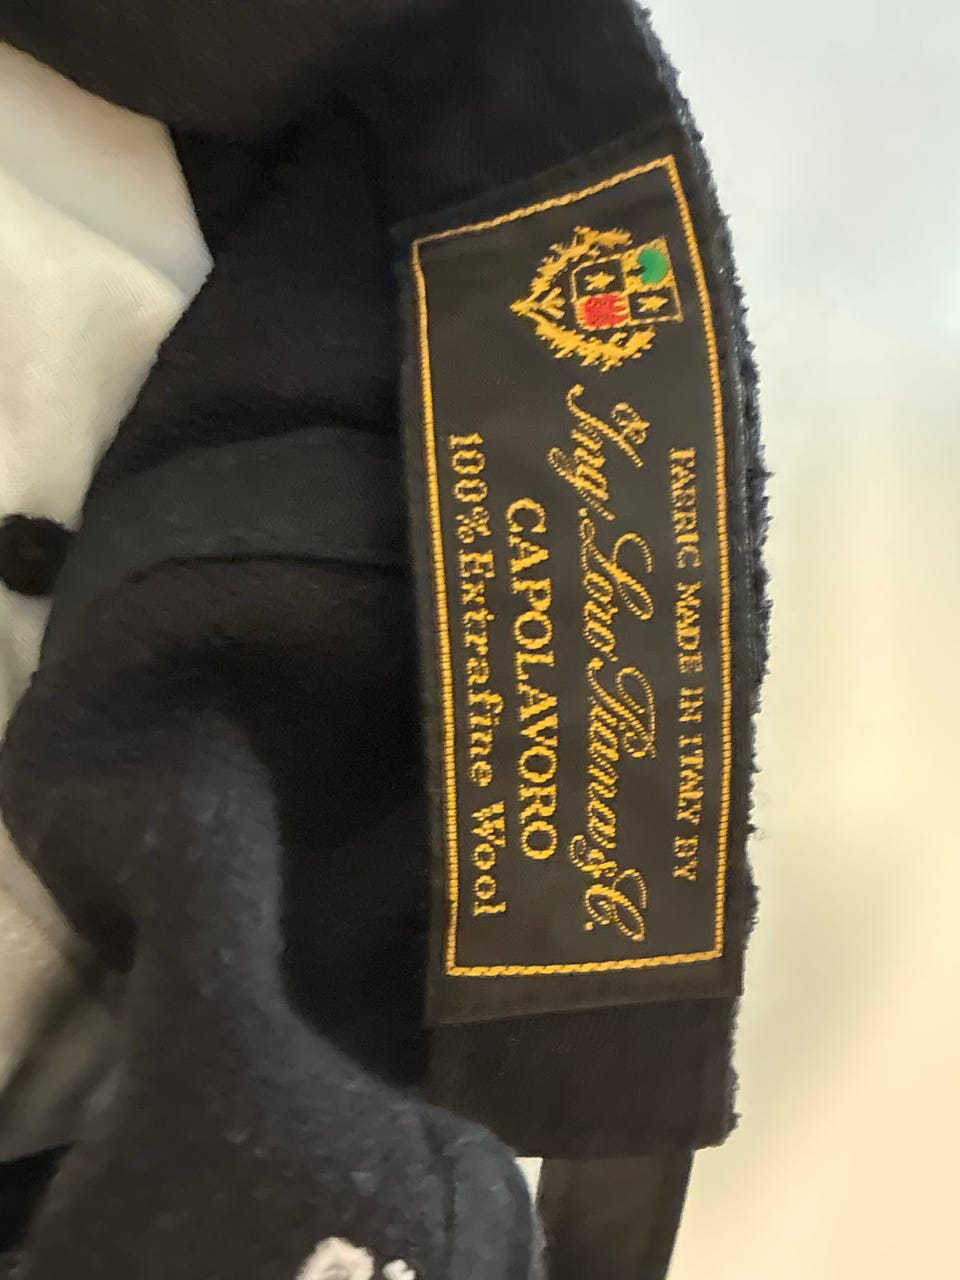 FABRIC MADE IN ITALY BY
Ing. Loro Piana & C.
CAPOLAVORO
100% Extrafine Wool